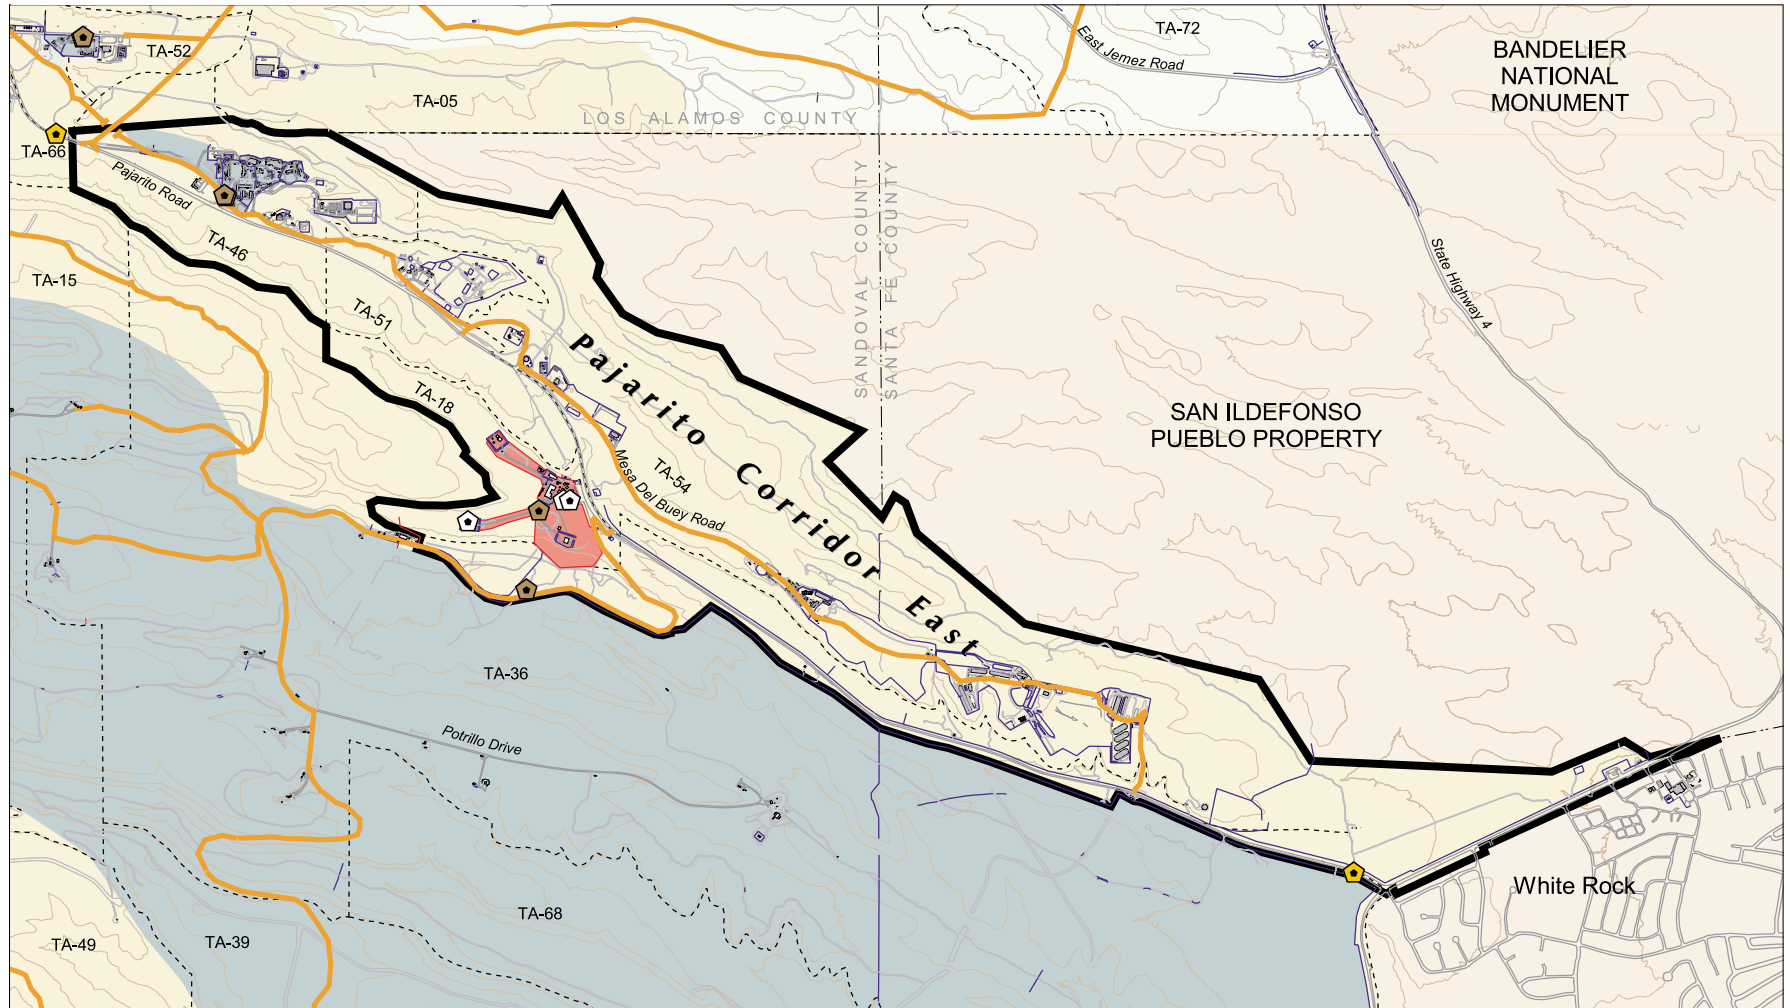 TA-52
TA-72
East Jemez Road
BANDELIER
NATIONAL
MONUMENT
TA-05
LOS ALAMOS COUNTY
TA-66
Pajarito Road
TA-46
SANDOVAL COUNTY
SANTA FE COUNTY
TA-15
State Highway 4
TA-51
Pajarito Corridor East
TA-18
SAN ILDEFONSO
PUEBLO PROPERTY
TA-54
Mesa Del Buey Road
TA-36
Potrillo Drive
White Rock
TA-68
TA-39
TA-49